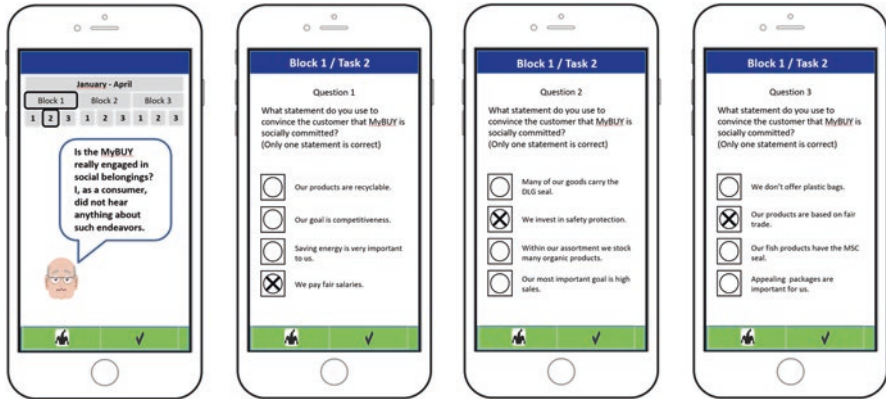 January - April
Block 1 Block 2 Block 3
1 2 3 1 2 3 1 2 3
Is the MyBUY
really engaged in
social belongings?
I, as a consumer,
did not hear
anything about
such endeavors.
Block 1 / Task 2
Question 1
What statement do you use to
convince the customer that MyBUY is
socially committed?
(Only one statement is correct)
Our products are recyclable.
Our goal is competitiveness.
Saving energy is very important
to us.
We pay fair salaries.
Block 1 / Task 2
Question 2
What statement do you use to
convince the customer that MyBUY is
socially committed?
(Only one statement is correct)
Many of our goods carry the
DLG seal.
We invest in safety protection.
Within our assortment we stock
many organic products.
Our most important goal is high
sales.
Block 1 / Task 2
Question 3
What statement do you use to
convince the customer that MyBUY is
socially committed?
(Only one statement is correct)
We don't offer plastic bags.
Our products are based on fair
trade.
Our fish products have the MSC
seal.
Appealing packages are
important for us.